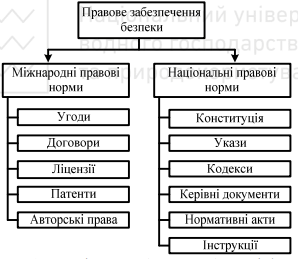 Правове забезпечення
безпеки
Міжнародні правові
норми
Угоди
Договори
Ліцензії
Патенти
Авторські права
Національні правові
норми
Конституція
Укази
Кодекси
Керівні документи
Нормативні акти
Інструкції